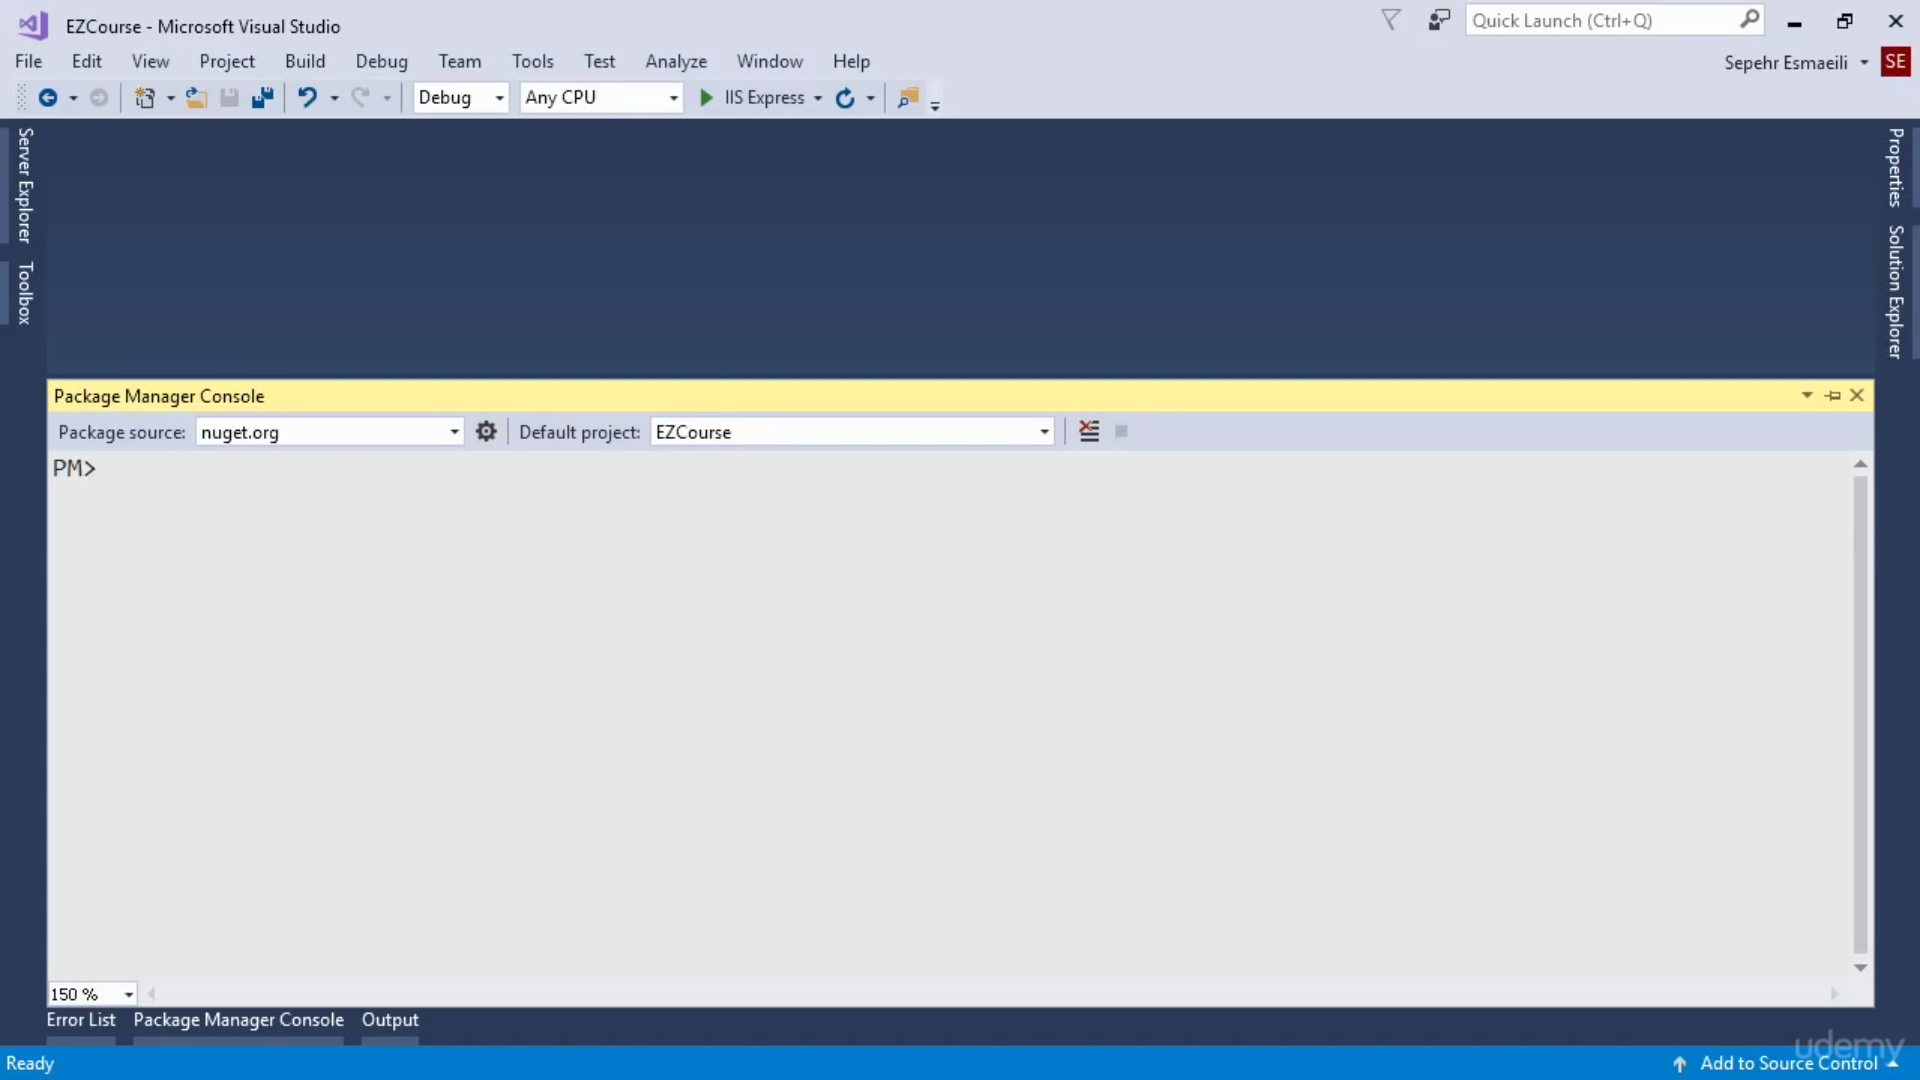 EZCourse - Microsoft Visual Studio
Quick Launch (Ctrl+Q)
File Edit View Project Build Debug Team Tools Test Analyze Window Help
Sepehr Esmaeili SE
Debug Any CPU IIS Express
Server Explorer
Toolbox
Properties
Solution Explorer
Package Manager Console
Package source: nuget.org Default project: EZCourse
PM>
150 %
Error List Package Manager Console Output
Ready
Add to Source Control
udemy